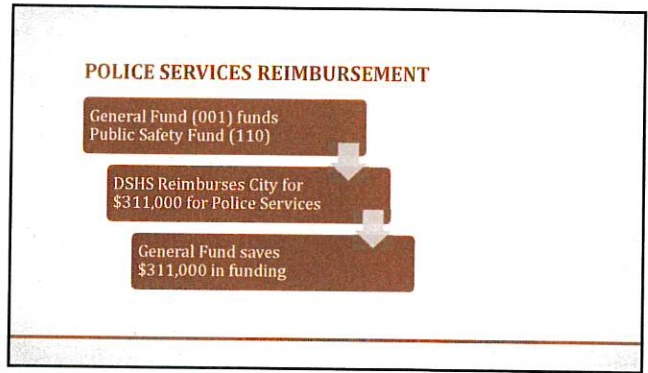 POLICE SERVICES REIMBURSEMENT
General Fund (001) funds
Public Safety Fund (110)
DSHS Reimburses City for
$311,000 for Police Services
General Fund saves
$311,000 in funding